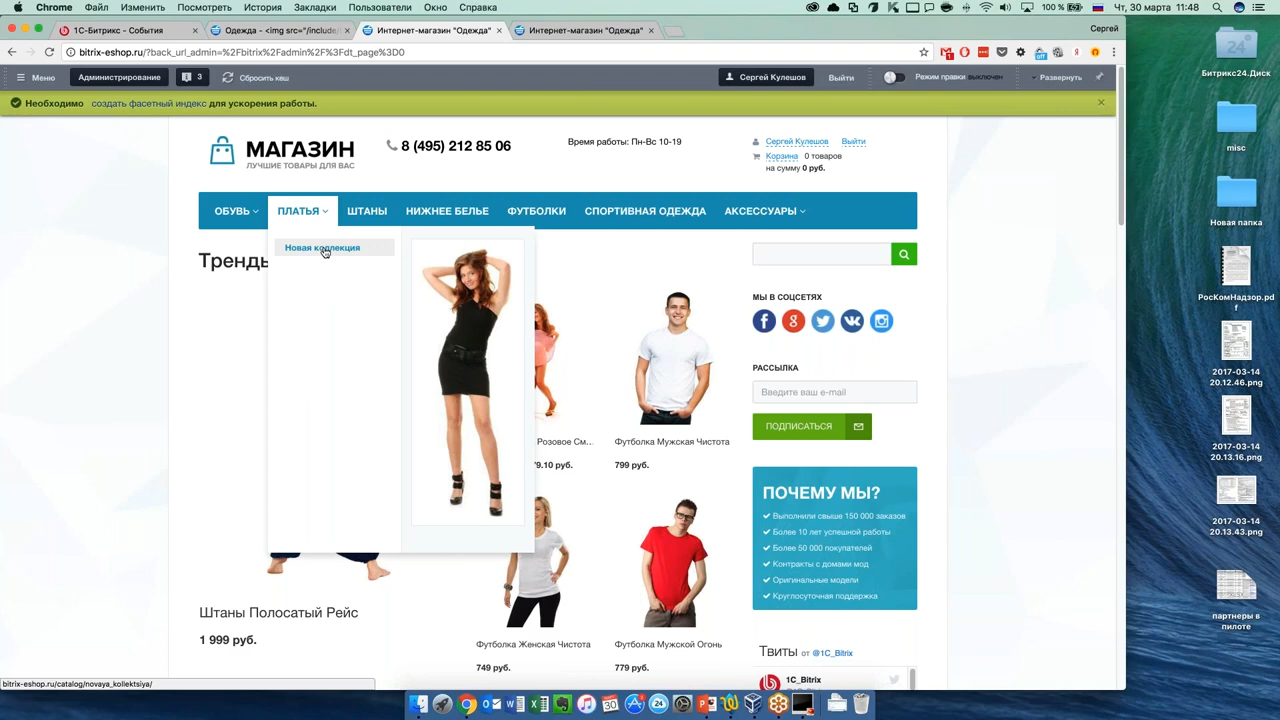 Chrome Файл Изменить Посмотреть История Закладки Пользователи Окно Справка 100 % Чт, 30 марта 11:48
1С-Битрикс - События × Одежда - <img src="/include/ × Интернет-магазин "Одежда" × Интернет-магазин "Одежда" × Сергей
bitrix-eshop.ru/?back_url_admin=%2Fbitrix%2Fadmin%2F%3Fdt_page%3D0
Меню Администрирование 3 Сбросить кеш Сергей Кулешов Выйти Режим правки выключен Развернуть
Необходимо создать фасетный индекс для ускорения работы. ×
МАГАЗИН
ЛУЧШИЕ ТОВАРЫ ДЛЯ ВАС
8 (495) 212 85 06
Время работы: Пн-Вс 10-19
Сергей Кулешов Выйти
Корзина 0 товаров
на сумму 0 руб.
ОБУВЬ ПЛАТЬЯ ШТАНЫ НИЖНЕЕ БЕЛЬЕ ФУТБОЛКИ СПОРТИВНАЯ ОДЕЖДА АКСЕССУАРЫ
Новая коллекция
Тренды
Розовое См...
79.10 руб.
Футболка Мужская Чистота
799 руб.
Штаны Полосатый Рейс
1 999 руб.
Футболка Женская Чистота
749 руб.
Футболка Мужской Огонь
779 руб.
МЫ В СОЦСЕТЯХ
РАССЫЛКА
Введите ваш e-mail
ПОДПИСАТЬСЯ
ПОЧЕМУ МЫ?
Выполнили свыше 150 000 заказов
Более 10 лет успешной работы
Более 50 000 покупателей
Контракты с домами мод
Оригинальные модели
Круглосуточная поддержка
Твиты от @1C_Bitrix
1C_Bitrix
bitrix-eshop.ru/catalog/novaya_kollektsiya/
24
Битрикс24.Диск
misc
Новая папка
РосКомНадзор.pd
f
2017-03-14
20.12.46.png
2017-03-14
20.13.16.png
2017-03-14
20.13.43.png
партнеры в
пилоте